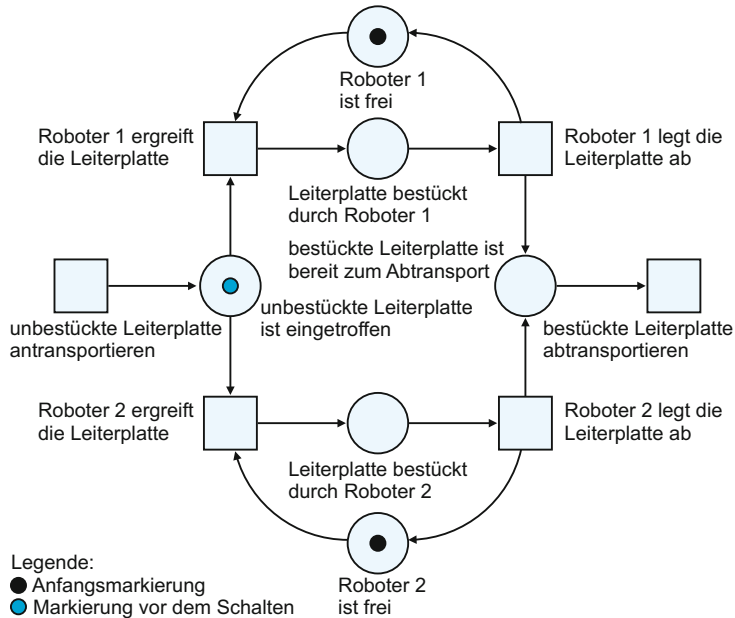 Roboter 1
ist frei
Roboter 1 ergreift
die Leiterplatte
Roboter 1 legt die
Leiterplatte ab
Leiterplatte bestückt
durch Roboter 1
bestückte Leiterplatte ist
bereit zum Abtransport
unbestückte Leiterplatte
antransportieren
unbestückte Leiterplatte
ist eingetroffen
bestückte Leiterplatte
abtransportieren
Roboter 2 ergreift
die Leiterplatte
Roboter 2 legt die
Leiterplatte ab
Leiterplatte bestückt
durch Roboter 2
Roboter 2
ist frei
Legende:
Anfangsmarkierung
Markierung vor dem Schalten